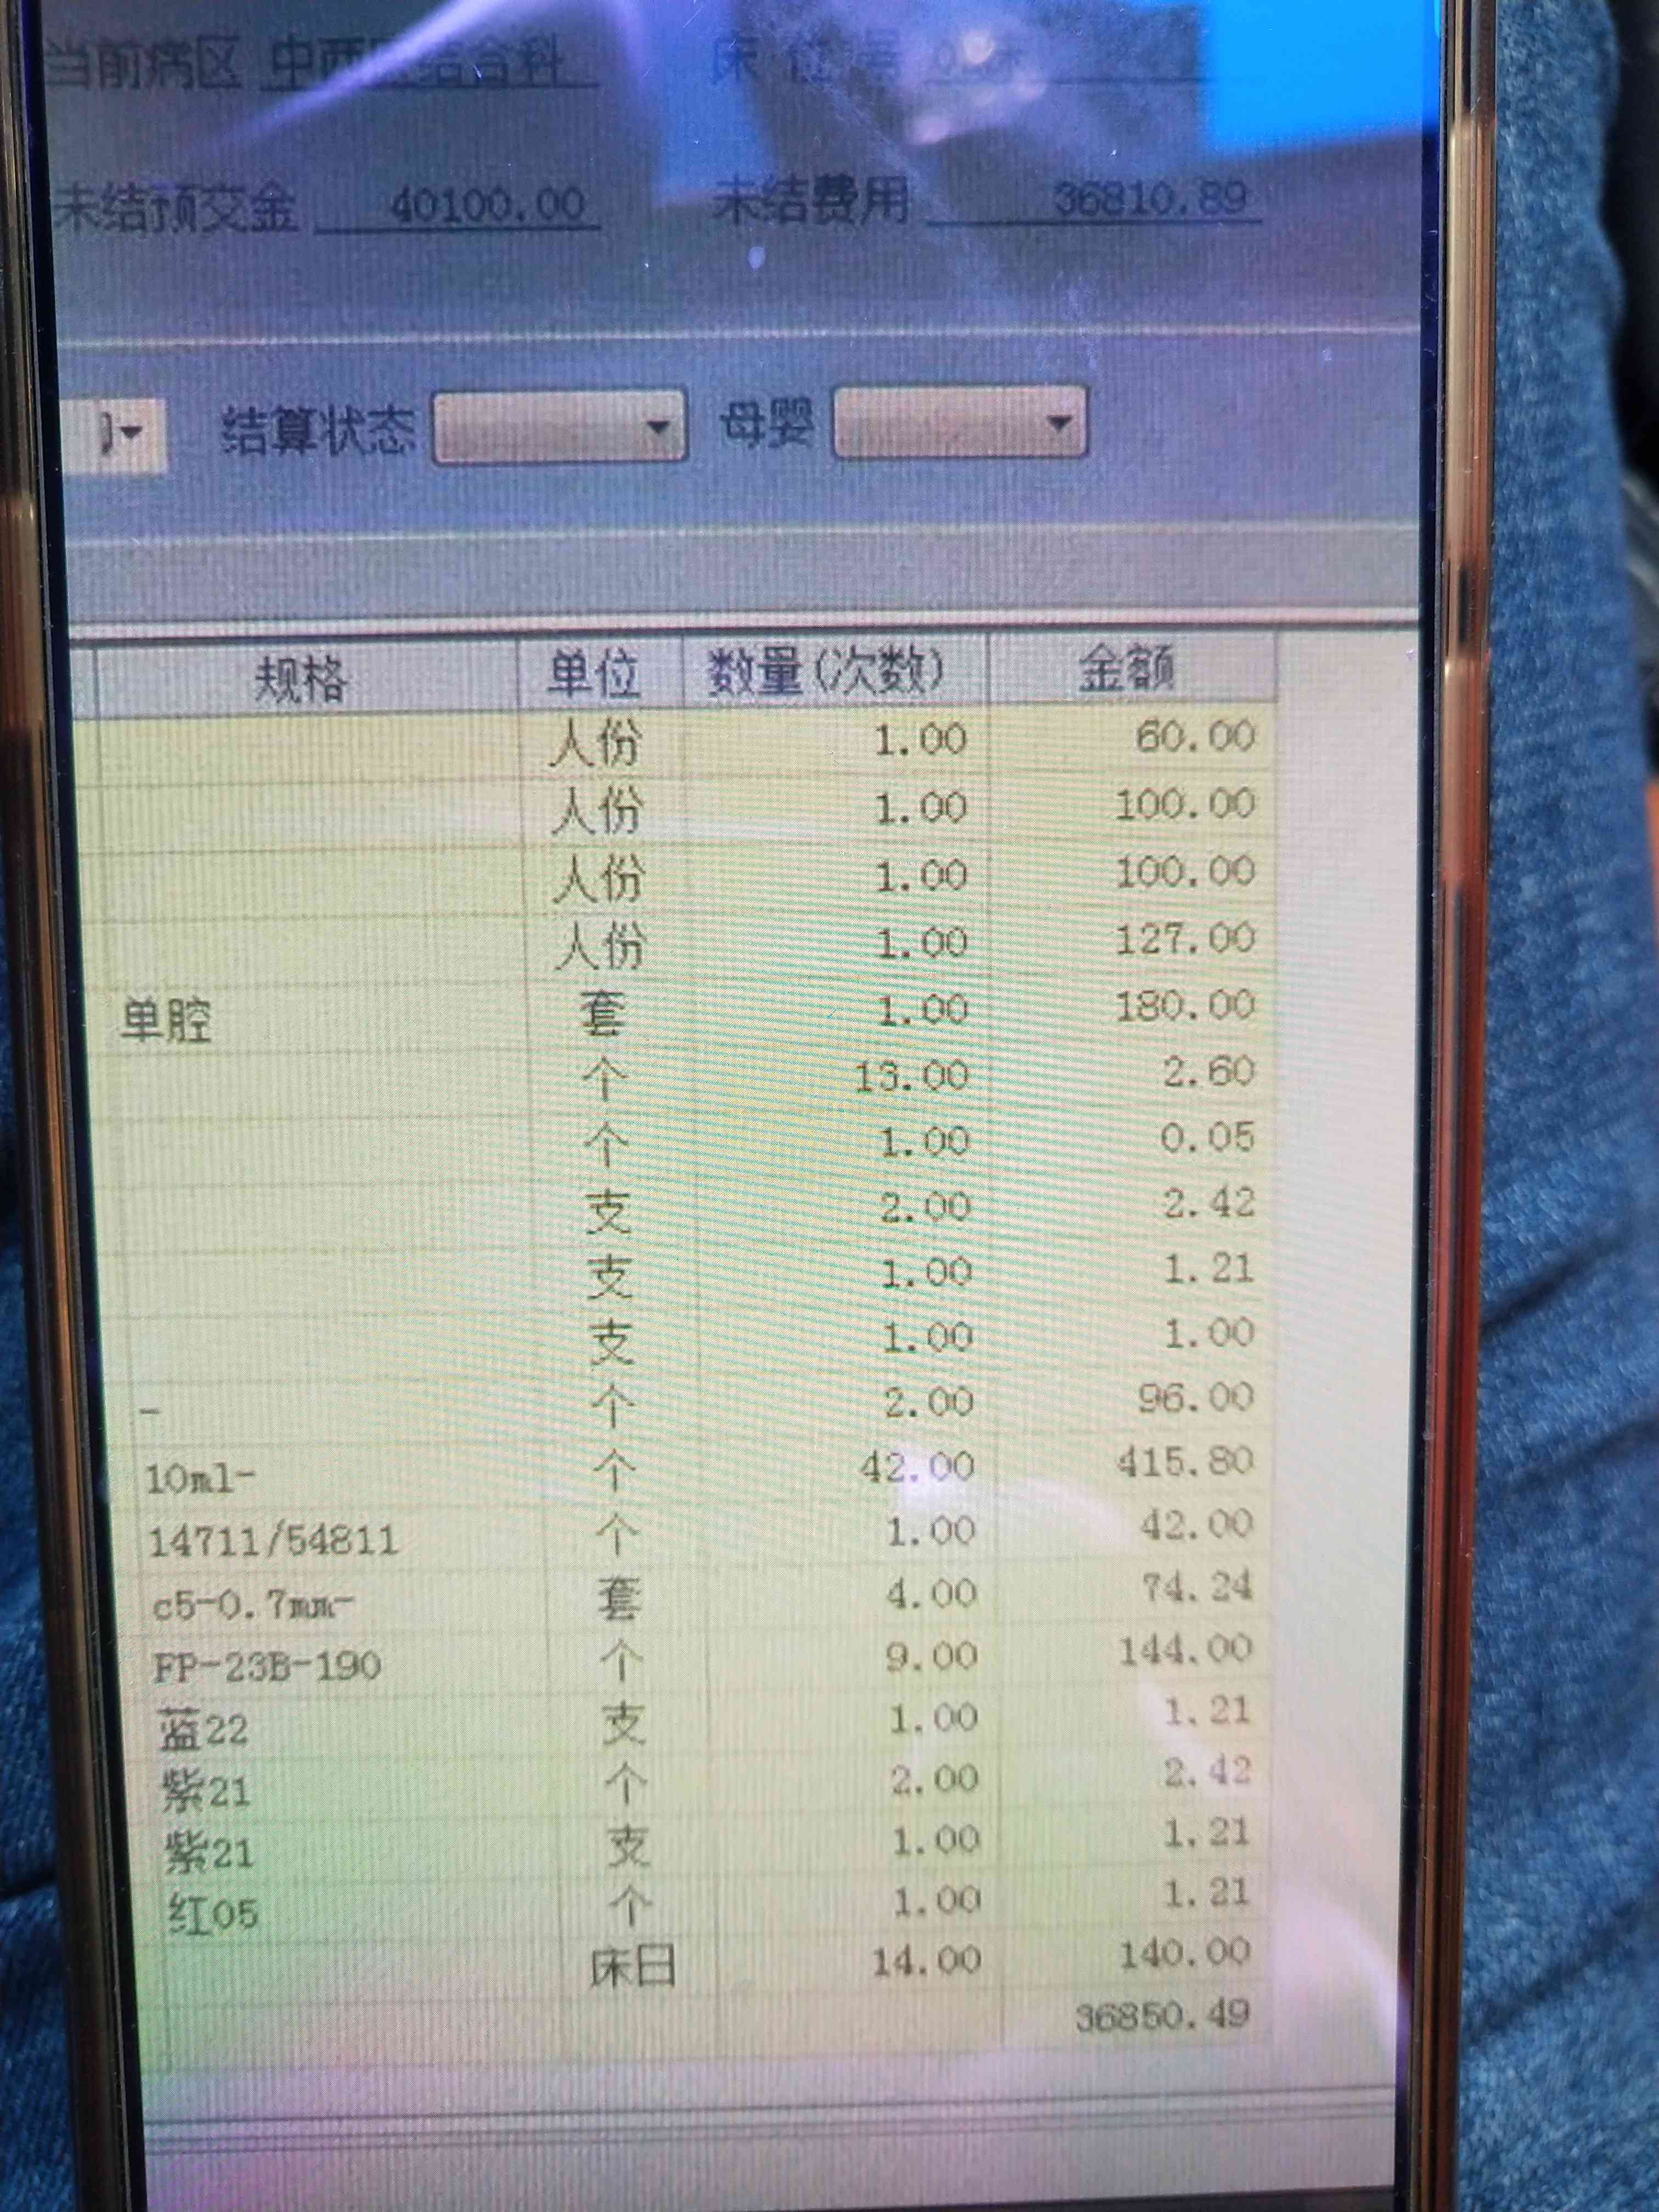 当前病区 中西医结合科 床位号
未结预交金 40100.00 未结费用 36810.89
结算状态 母婴
规格 单位 数量(次数) 金额
人份 1.00 60.00
人份 1.00 100.00
人份 1.00 100.00
人份 1.00 127.00
单腔 套 1.00 180.00
个 13.00 2.60
个 1.00 0.05
支 2.00 2.42
支 1.00 1.21
支 1.00 1.00
- 个 2.00 96.00
10ml- 个 42.00 415.80
14711/54811 个 1.00 42.00
c5-0.7mm- 套 4.00 74.24
FP-23B-190 个 9.00 144.00
蓝22 支 1.00 1.21
紫21 个 2.00 2.42
紫21 支 1.00 1.21
红05 个 1.00 1.21
床日 14.00 140.00
36850.49